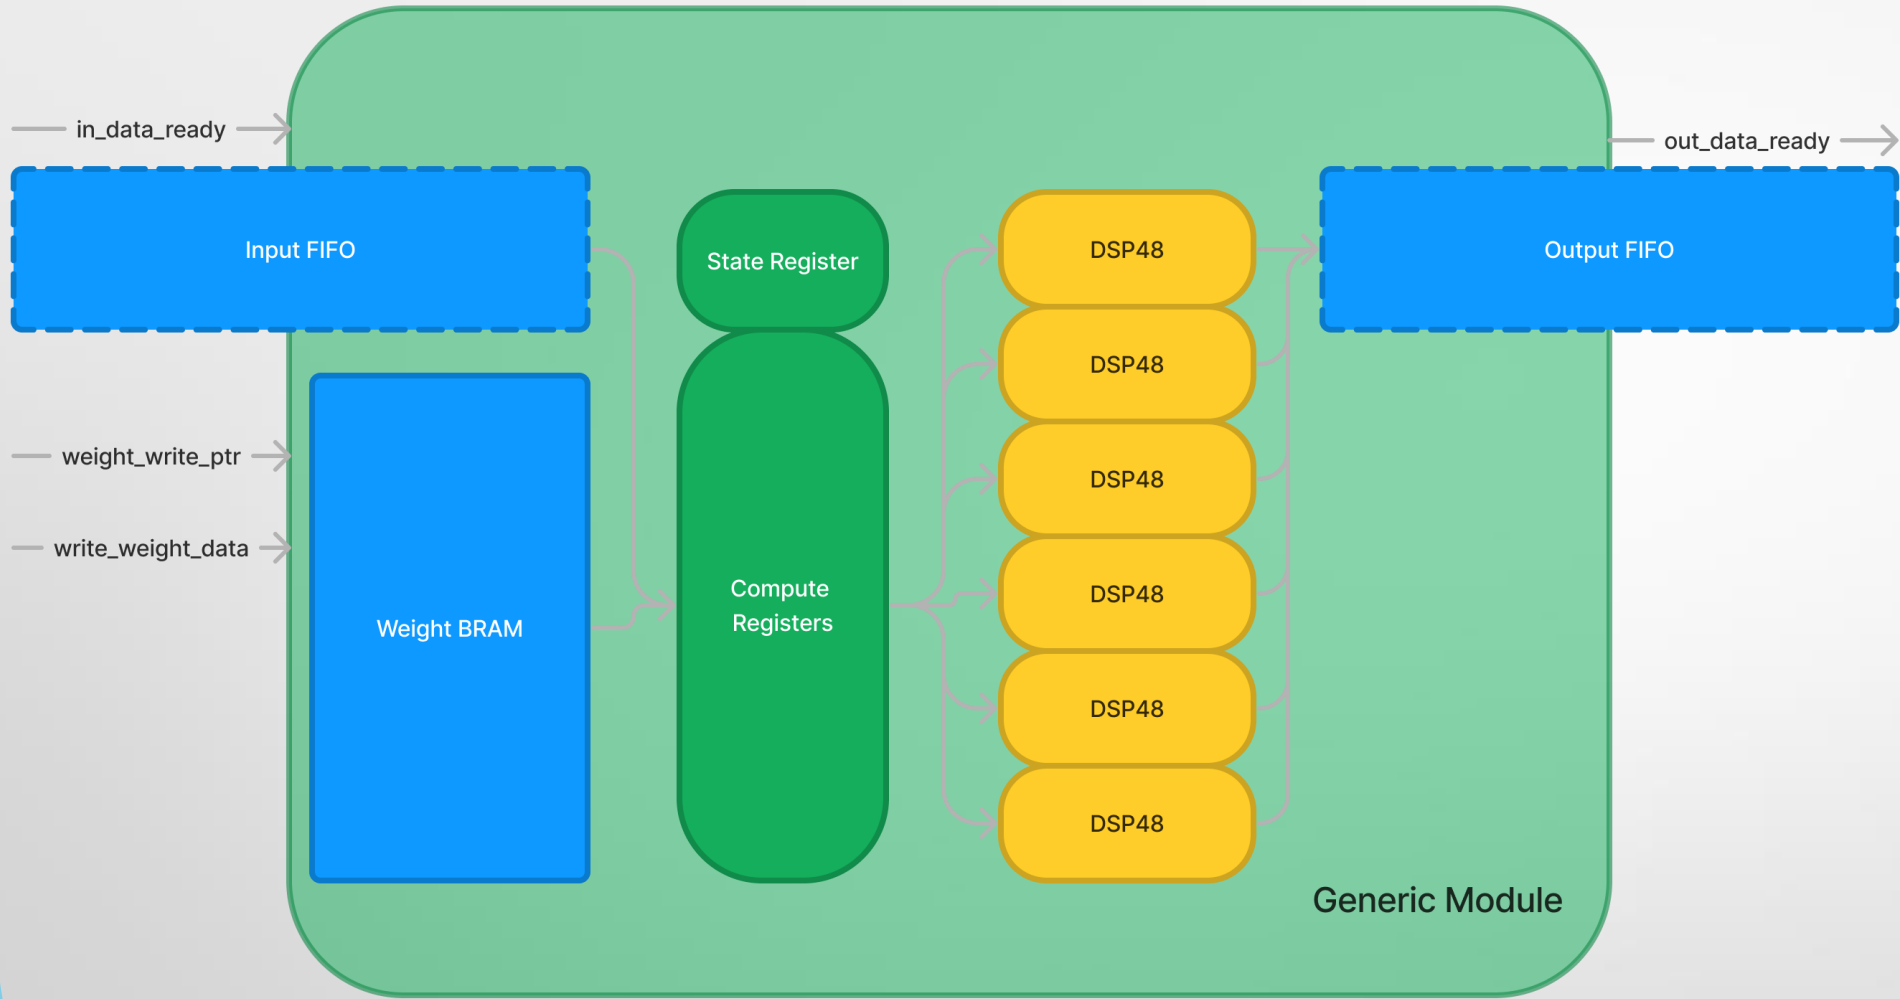 in_data_ready
out_data_ready
Input FIFO
State Register
DSP48
Output FIFO
DSP48
weight_write_ptr
DSP48
write_weight_data
Weight BRAM
Compute
Registers
DSP48
DSP48
DSP48
Generic Module